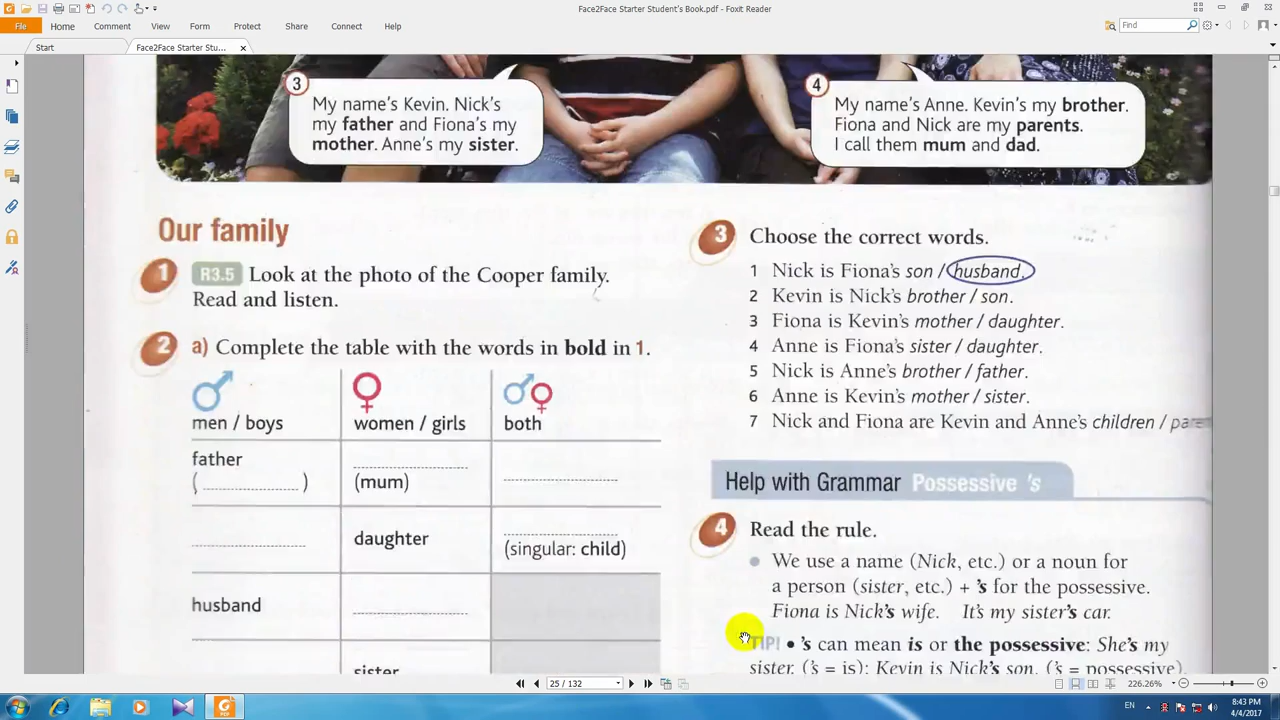 Face2Face Starter Student's Book.pdf - Foxit Reader
File Home Comment View Form Protect Share Connect Help
Find
Start
Face2Face Starter Stu...
3
My name's Kevin. Nick's
my father and Fiona's my
mother. Anne's my sister.
4
My name's Anne. Kevin's my brother.
Fiona and Nick are my parents.
I call them mum and dad.
Our family
1 R3.5 Look at the photo of the Cooper family.
Read and listen.
2 a) Complete the table with the words in bold in 1.
men / boys women / girls both
father
( ) (mum)
daughter
(singular: child)
husband
sister
3 Choose the correct words.
1 Nick is Fiona's son / husband.
2 Kevin is Nick's brother / son.
3 Fiona is Kevin's mother / daughter.
4 Anne is Fiona's sister / daughter.
5 Nick is Anne's brother / father.
6 Anne is Kevin's mother / sister.
7 Nick and Fiona are Kevin and Anne's children / pare
Help with Grammar Possessive 's
4 Read the rule.
We use a name (Nick, etc.) or a noun for
a person (sister, etc.) + 's for the possessive.
Fiona is Nick's wife. It's my sister's car.
TIP! • 's can mean is or the possessive: She's my
sister. ('s = is); Kevin is Nick's son. ('s = possessive).
25 / 132
226.26%
EN
8:43 PM
4/4/2017